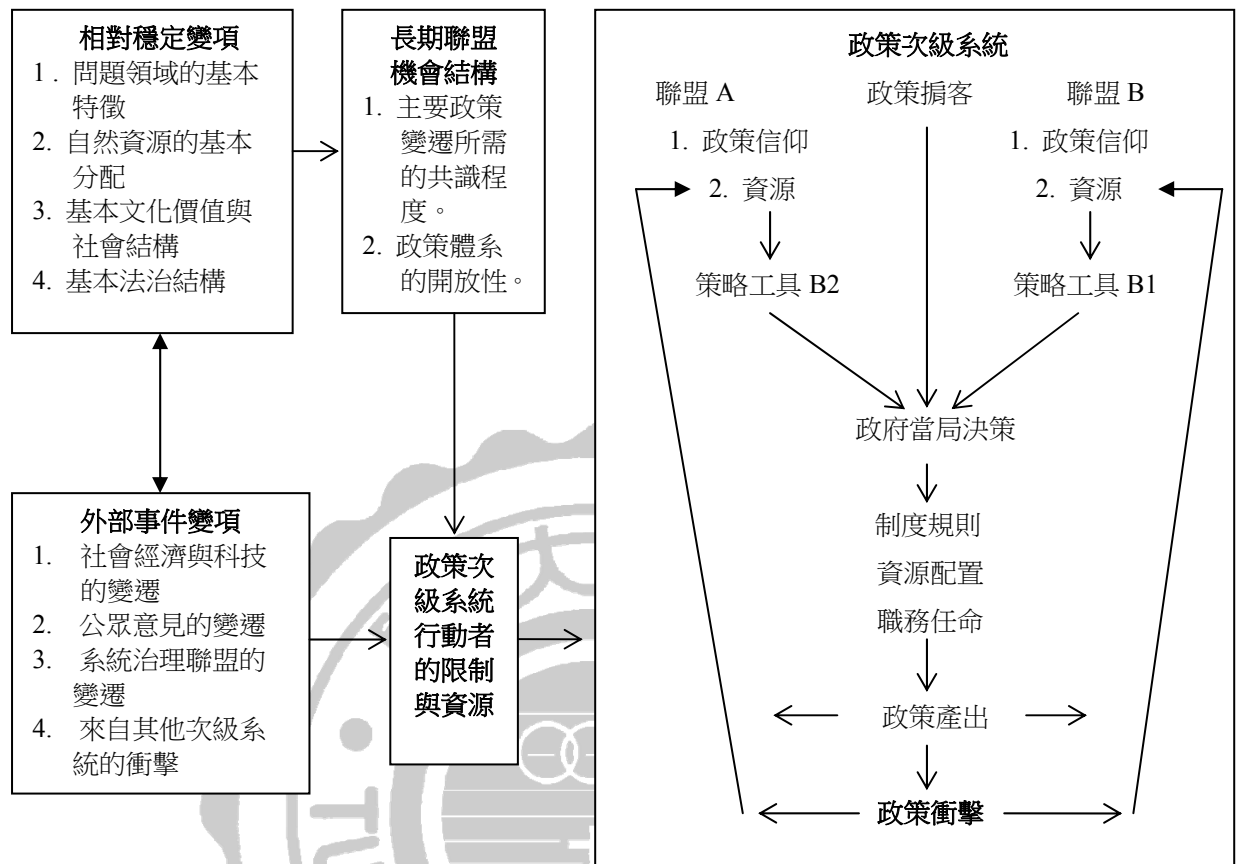 相對穩定變項
1 . 問題領域的基本
特徵
2. 自然資源的基本
分配
3. 基本文化價值與
社會結構
4. 基本法治結構
長期聯盟
機會結構
1. 主要政策
變遷所需
的共識程
度。
2. 政策體系
的開放性。
外部事件變項
1. 社會經濟與科技
的變遷
2. 公眾意見的變遷
3. 系統治理聯盟的
變遷
4. 來自其他次級系
統的衝擊
政策次
級系統
行動者
的限制
與資源
政策次級系統
聯盟 A 政策掮客 聯盟 B
1. 政策信仰 1. 政策信仰
2. 資源 2. 資源
策略工具 B2 策略工具 B1
政府當局決策
制度規則
資源配置
職務任命
政策產出
政策衝擊